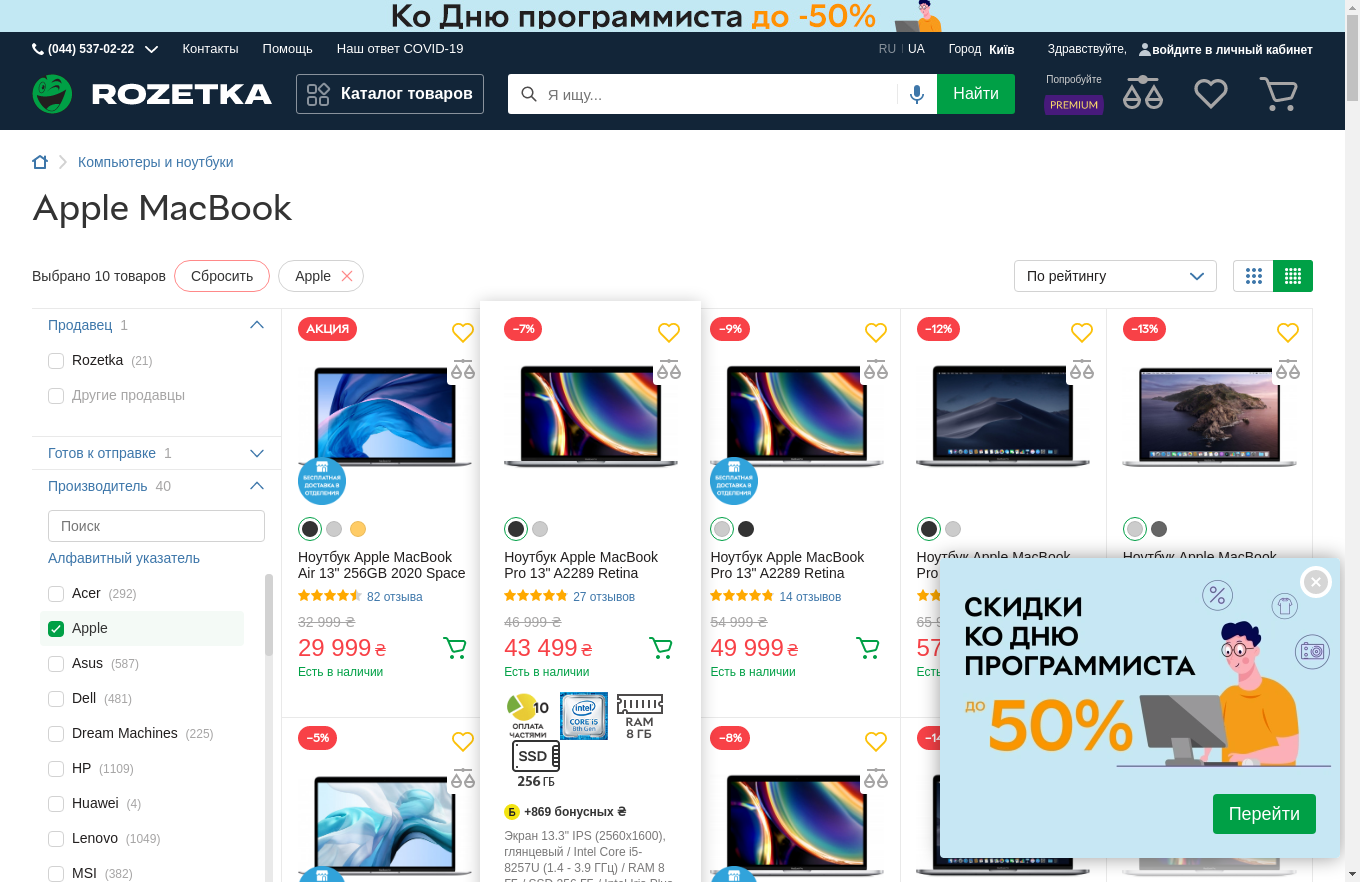 Ко Дню программиста до -50%
(044) 537-02-22 Контакты Помощь Наш ответ COVID-19 RU UA Город Київ Здравствуйте, войдите в личный кабинет
ROZETKA Каталог товаров Я ищу... Найти Попробуйте PREMIUM
Компьютеры и ноутбуки
Apple MacBook
Выбрано 10 товаров Сбросить Apple По рейтингу
Продавец 1
Rozetka (21)
Другие продавцы
Готов к отправке 1
Производитель 40
Поиск
Алфавитный указатель
Acer (292)
Apple
Asus (587)
Dell (481)
Dream Machines (225)
HP (1109)
Huawei (4)
Lenovo (1049)
MSI (382)
АКЦИЯ
БЕСПЛАТНАЯ
ДОСТАВКА В
ОТДЕЛЕНИЯ
Ноутбук Apple MacBook
Air 13" 256GB 2020 Space
82 отзыва
32 999 ₴
29 999 ₴
Есть в наличии
-7%
Ноутбук Apple MacBook
Pro 13" A2289 Retina
27 отзывов
46 999 ₴
43 499 ₴
Есть в наличии
10
ОПЛАТА
ЧАСТЯМИ
intel
CORE i5
8th Gen
RAM
8 ГБ
SSD
256 ГБ
Б +869 бонусных ₴
Экран 13.3" IPS (2560x1600),
глянцевый / Intel Core i5-
8257U (1.4 - 3.9 ГГц) / RAM 8
ГБ / SSD 256 ГБ / Intel Iris Plus
-9%
БЕСПЛАТНАЯ
ДОСТАВКА В
ОТДЕЛЕНИЯ
Ноутбук Apple MacBook
Pro 13" A2289 Retina
14 отзывов
54 999 ₴
49 999 ₴
Есть в наличии
-12%
Ноутбук Apple MacBook
-13%
Ноутбук Apple MacBook
-5%
-8%
СКИДКИ
КО ДНЮ
ПРОГРАММИСТА
ДО 50%
Перейти